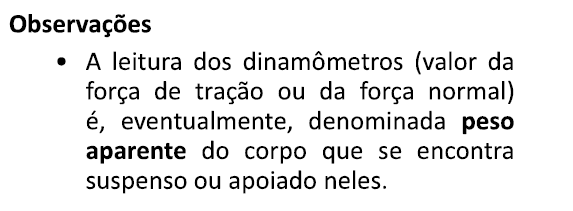 Observações
• A leitura dos dinamômetros (valor da
força de tração ou da força normal)
é, eventualmente, denominada peso
aparente do corpo que se encontra
suspenso ou apoiado neles.